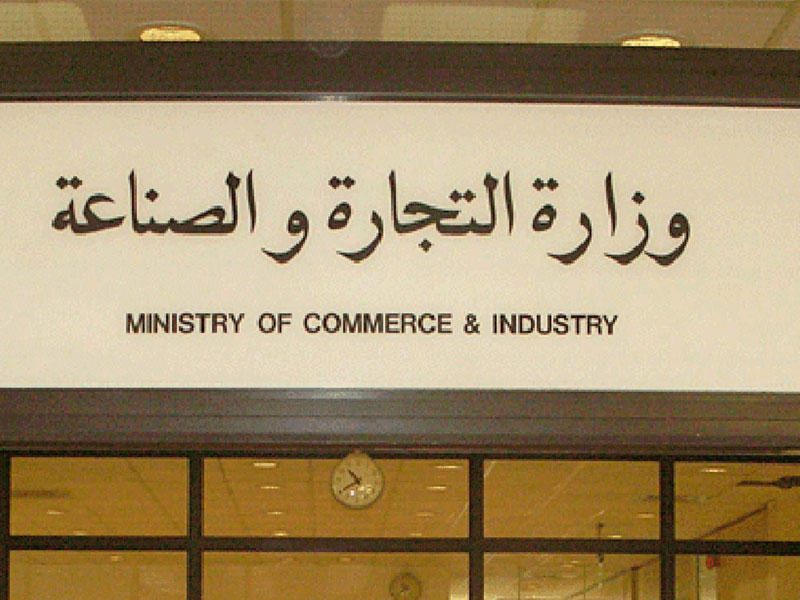 وزارة التجارة و الصناعة
MINISTRY OF COMMERCE & INDUSTRY